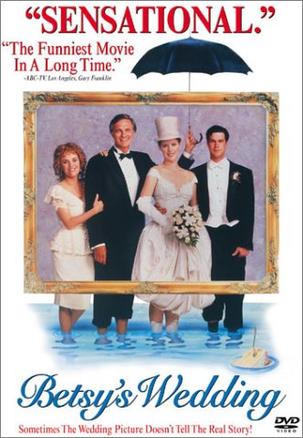 “SENSATIONAL.”
“The Funniest Movie
In A Long Time.”
-ABC-TV, Los Angeles, Gary Franklin
Betsy's Wedding
DVD
VIDEO
Sometimes The Wedding Picture Doesn't Tell The Real Story!